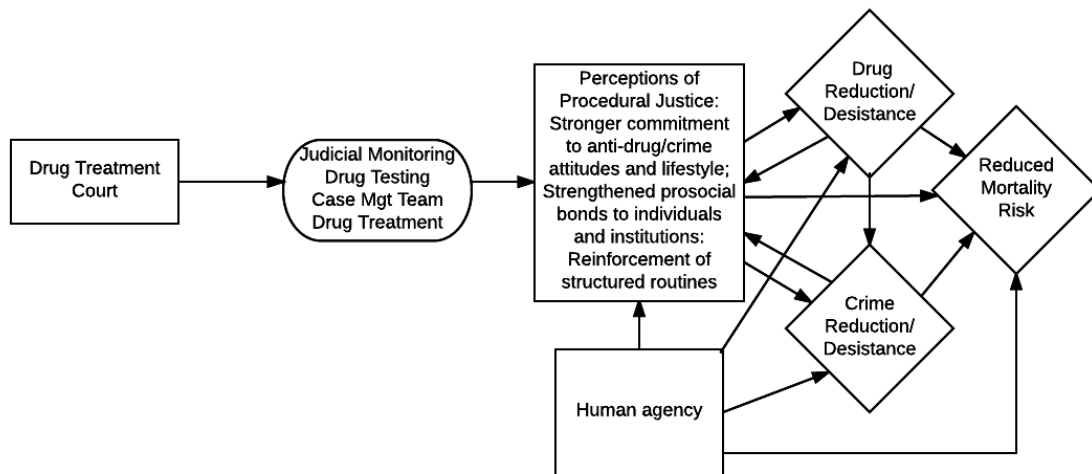 Drug Treatment
Court
Judicial Monitoring
Drug Testing
Case Mgt Team
Drug Treatment
Perceptions of
Procedural Justice:
Stronger commitment
to anti-drug/crime
attitudes and lifestyle;
Strengthened prosocial
bonds to individuals
and institutions:
Reinforcement of
structured routines
Drug
Reduction/
Desistance
Reduced
Mortality
Risk
Crime
Reduction/
Desistance
Human agency